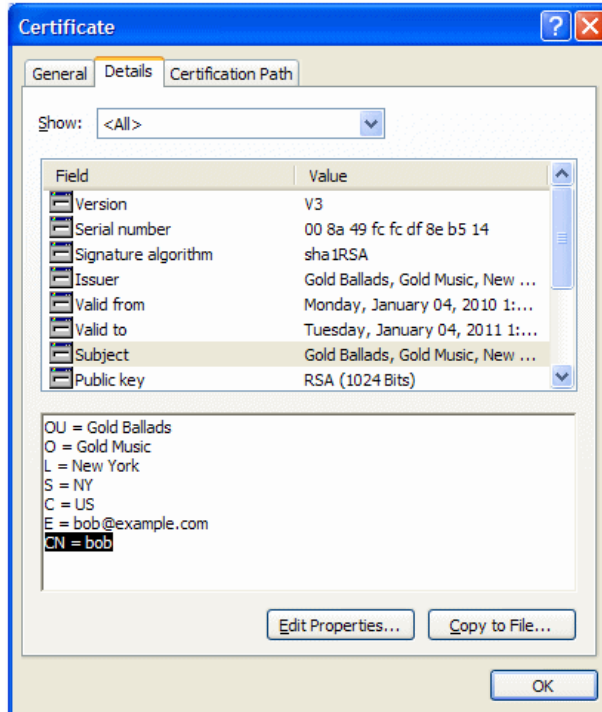 Certificate
General Details Certification Path
Show: <All>
Field Value
Version V3
Serial number 00 8a 49 fc fc df 8e b5 14
Signature algorithm sha1RSA
Issuer Gold Ballads, Gold Music, New ...
Valid from Monday, January 04, 2010 1:...
Valid to Tuesday, January 04, 2011 1:...
Subject Gold Ballads, Gold Music, New ...
Public key RSA (1024 Bits)
OU = Gold Ballads
O = Gold Music
L = New York
S = NY
C = US
E = bob@example.com
CN = bob
Edit Properties... Copy to File...
OK